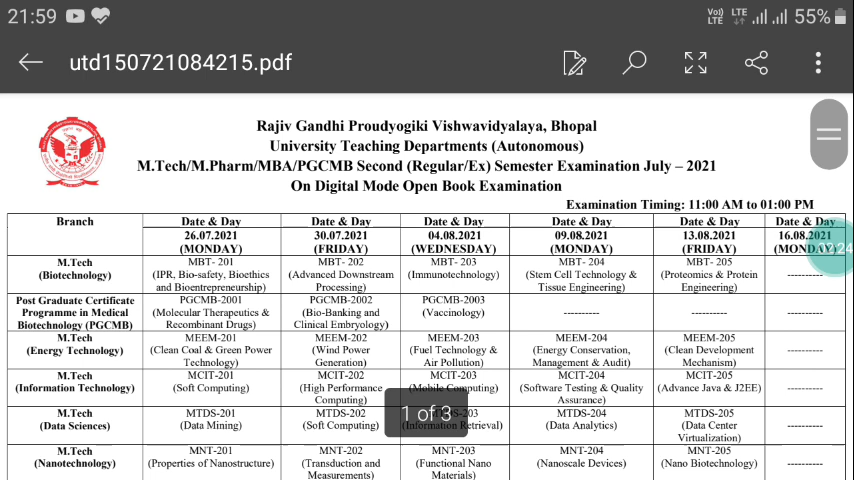 21:59
Vo)) LTE LTE 55%
utd150721084215.pdf
Rajiv Gandhi Proudyogiki Vishwavidyalaya, Bhopal
University Teaching Departments (Autonomous)
M.Tech/M.Pharm/MBA/PGCMB Second (Regular/Ex) Semester Examination July – 2021
On Digital Mode Open Book Examination
Examination Timing: 11:00 AM to 01:00 PM
Branch Date & Day Date & Day Date & Day Date & Day Date & Day Date & Day
26.07.2021 30.07.2021 04.08.2021 09.08.2021 13.08.2021 16.08.2021
(MONDAY) (FRIDAY) (WEDNESDAY) (MONDAY) (FRIDAY) (MONDAY)
02:24
M.Tech MBT- 201 MBT- 202 MBT- 203 MBT- 204 MBT- 205
(Biotechnology) (IPR, Bio-safety, Bioethics (Advanced Downstream (Immunotechnology) (Stem Cell Technology & (Proteomics & Protein ----------
and Bioentrepreneurship) Processing) Tissue Engineering) Engineering)
Post Graduate Certificate PGCMB-2001 PGCMB-2002 PGCMB-2003
Programme in Medical (Molecular Therapeutics & (Bio-Banking and (Vaccinology) ---------- ---------- ----------
Biotechnology (PGCMB) Recombinant Drugs) Clinical Embryology)
M.Tech MEEM-201 MEEM-202 MEEM-203 MEEM-204 MEEM-205
(Energy Technology) (Clean Coal & Green Power (Wind Power (Fuel Technology & (Energy Conservation, (Clean Development ----------
Technology) Generation) Air Pollution) Management & Audit) Mechanism)
M.Tech MCIT-201 MCIT-202 MCIT-203 MCIT-204 MCIT-205
(Information Technology) (Soft Computing) (High Performance (Mobile Computing) (Software Testing & Quality (Advance Java & J2EE) ----------
Computing) Assurance)
1 of 3
M.Tech MTDS-201 MTDS-202 MTDS-203 MTDS-204 MTDS-205
(Data Sciences) (Data Mining) (Soft Computing) (Information Retrieval) (Data Analytics) (Data Center ----------
Virtualization)
M.Tech MNT-201 MNT-202 MNT-203 MNT-204 MNT-205
(Nanotechnology) (Properties of Nanostructure) (Transduction and (Functional Nano (Nanoscale Devices) (Nano Biotechnology) ----------
Measurements) Materials)